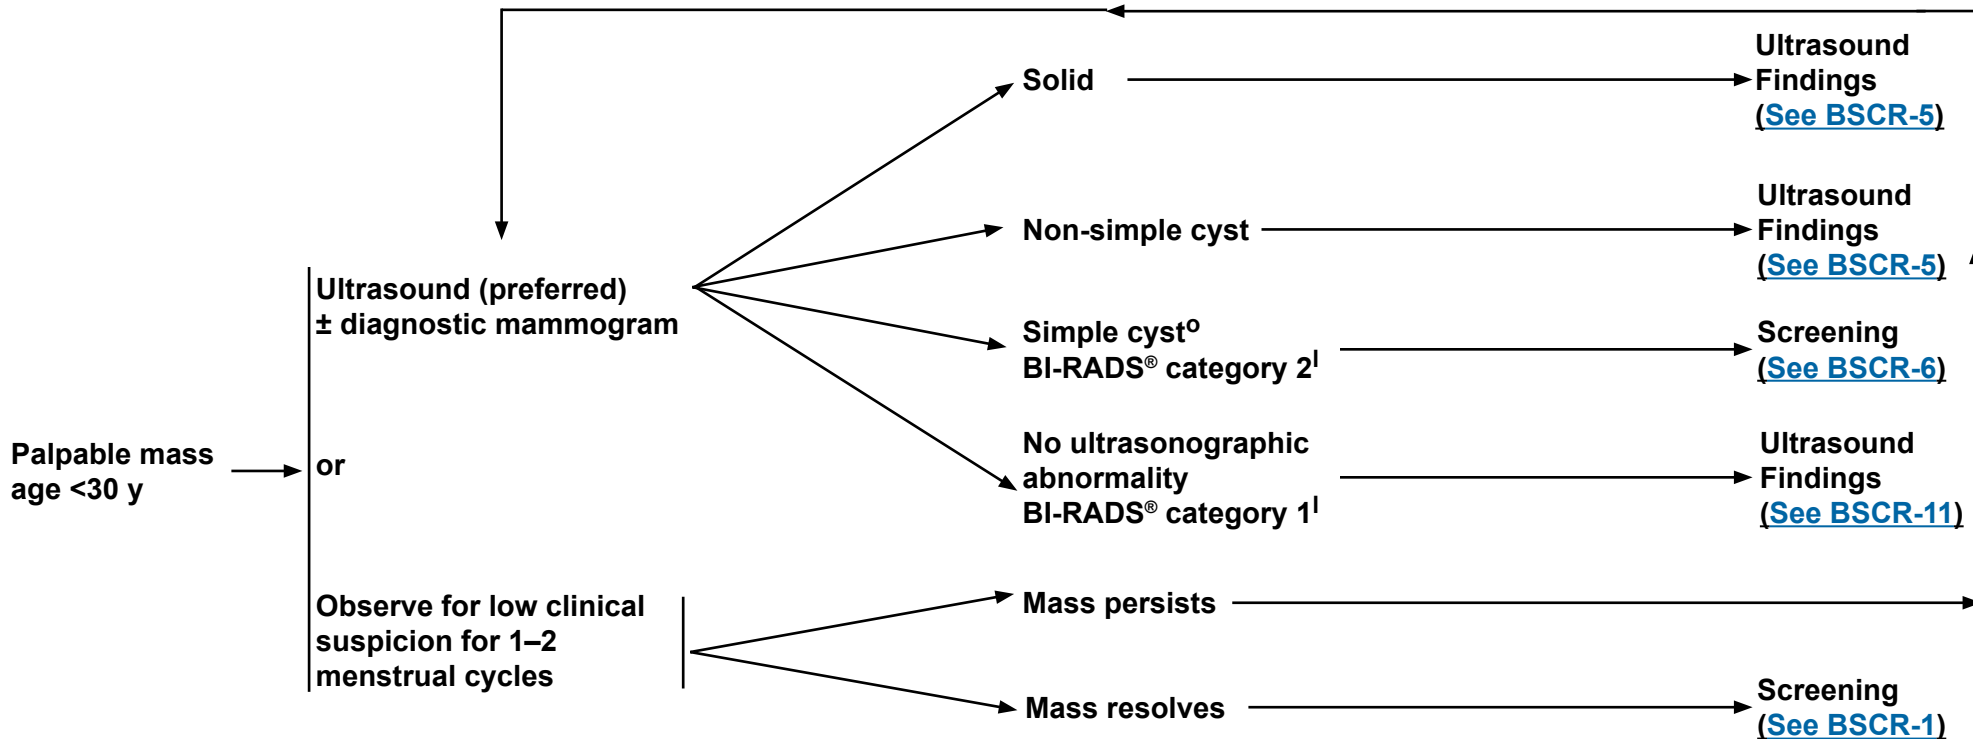 Palpable mass
age <30 y
Ultrasound (preferred)
± diagnostic mammogram
or
Observe for low clinical
suspicion for 1–2
menstrual cycles
Solid
Ultrasound
Findings
(See BSCR-5)
Non-simple cyst
Ultrasound
Findings
(See BSCR-5)
Simple cystᵒ
BI-RADS® category 2ˡ
Screening
(See BSCR-6)
No ultrasonographic
abnormality
BI-RADS® category 1ˡ
Ultrasound
Findings
(See BSCR-11)
Mass persists
Mass resolves
Screening
(See BSCR-1)